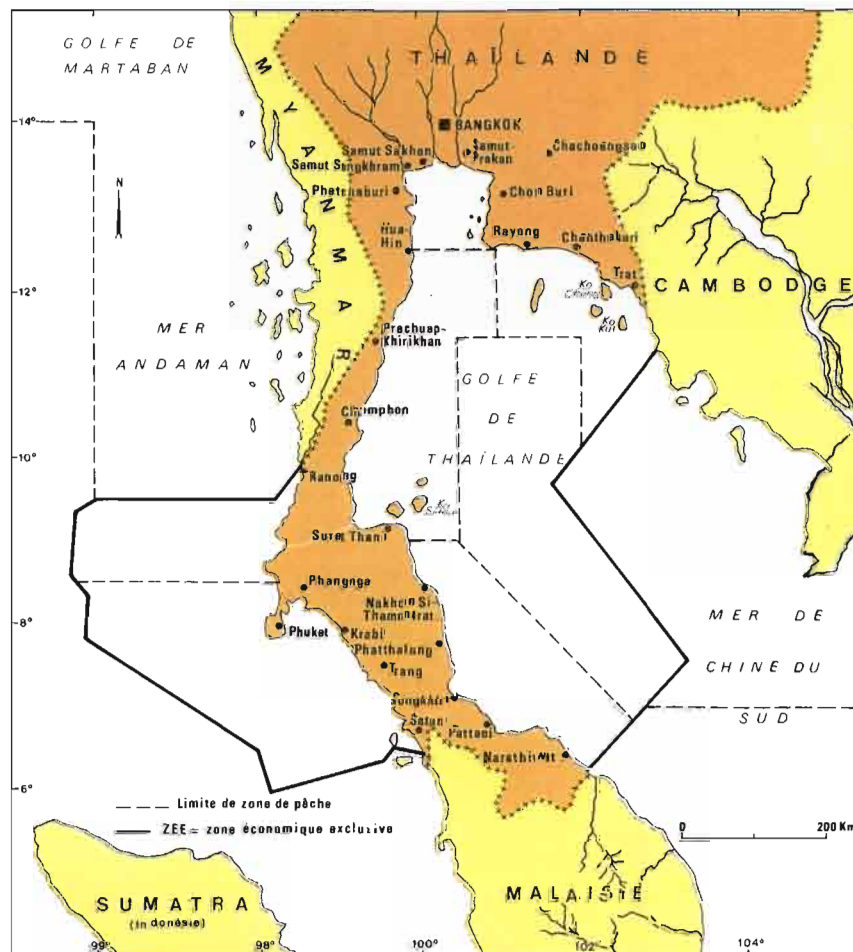 GOLFE DE
MARTABAN
THAÏLANDE
MYANMAR
14°
BANGKOK
Samut Sakhon
Samut Prakan
Chachoengsao
Samut Songkhram
N
Phetchaburi
Chon Buri
Hua-
Hin
Rayong
Chanthaburi
Trat
Ko
Ko
Kut
CAMBODGE
12°
MER
ANDAMAN
Prachuap-
Khirikhan
GOLFE
DE
THAÏLANDE
Chumphon
10°
Ranong
Ko
Samui
Surat Thani
Phangnga
Nakhon Si-
Thammarat
8°
Phuket
Krabi
Phatthalung
Trang
MER DE
CHINE DU
SUD
Songkhla
Satun
Pattani
Narathiwat
6°
Limite de zone de pêche
ZEE = zone économique exclusive
0 200 Km
SUMATRA
(Indonésie)
MALAISIE
99° 98° 100° 102° 104°